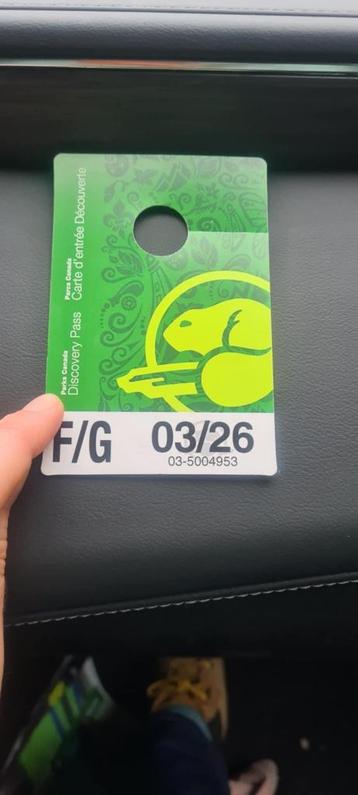 Parks Canada
Discovery Pass
Parcs Canada
Carte d'entrée Découverte
F/G
03/26
03-5004953